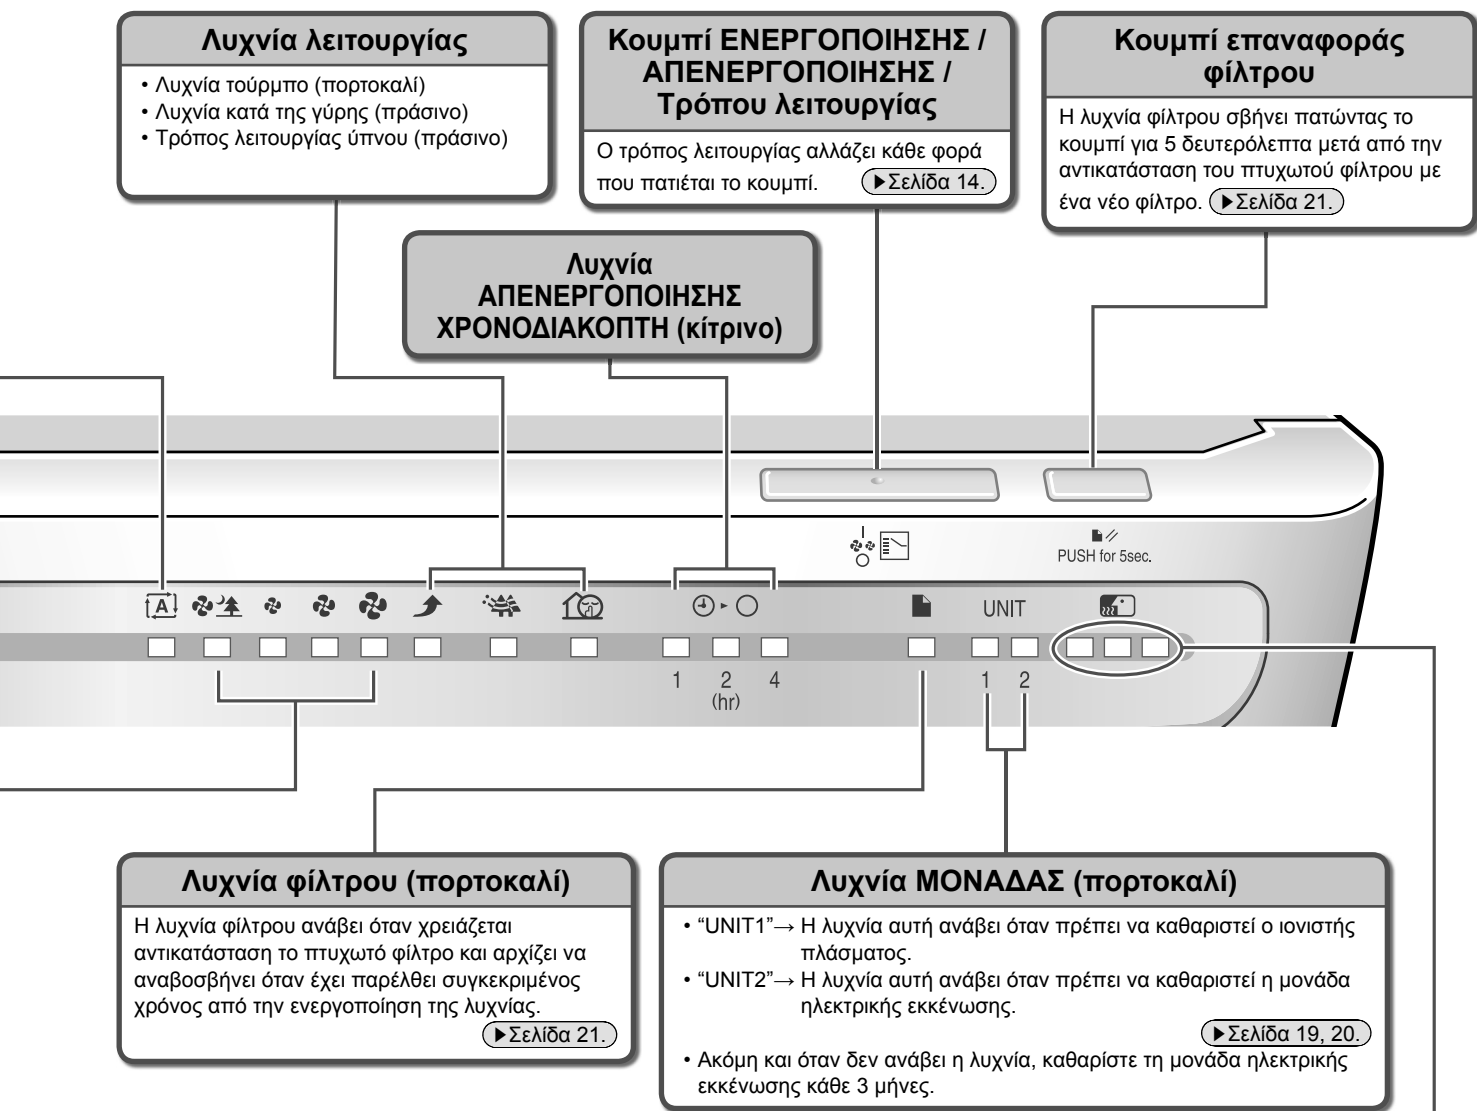 Λυχνία λειτουργίας
• Λυχνία τούρμπο (πορτοκαλί)
• Λυχνία κατά της γύρης (πράσινο)
• Τρόπος λειτουργίας ύπνου (πράσινο)
Κουμπί ΕΝΕΡΓΟΠΟΙΗΣΗΣ /
ΑΠΕΝΕΡΓΟΠΟΙΗΣΗΣ /
Τρόπου λειτουργίας
Ο τρόπος λειτουργίας αλλάζει κάθε φορά
που πατιέται το κουμπί. ▶Σελίδα 14.
Κουμπί επαναφοράς
φίλτρου
Η λυχνία φίλτρου σβήνει πατώντας το
κουμπί για 5 δευτερόλεπτα μετά από την
αντικατάσταση του πτυχωτού φίλτρου με
ένα νέο φίλτρο. ▶Σελίδα 21.
Λυχνία
ΑΠΕΝΕΡΓΟΠΟΙΗΣΗΣ
ΧΡΟΝΟΔΙΑΚΟΠΤΗ (κίτρινο)
PUSH for 5sec.
A
UNIT
1 2 4 1 2
(hr)
Λυχνία φίλτρου (πορτοκαλί)
Η λυχνία φίλτρου ανάβει όταν χρειάζεται
αντικατάσταση το πτυχωτό φίλτρο και αρχίζει να
αναβοσβήνει όταν έχει παρέλθει συγκεκριμένος
χρόνος από την ενεργοποίηση της λυχνίας.
▶Σελίδα 21.
Λυχνία ΜΟΝΑΔΑΣ (πορτοκαλί)
• “UNIT1”→ Η λυχνία αυτή ανάβει όταν πρέπει να καθαριστεί ο ιονιστής
πλάσματος.
• “UNIT2”→ Η λυχνία αυτή ανάβει όταν πρέπει να καθαριστεί η μονάδα
ηλεκτρικής εκκένωσης.
▶Σελίδα 19, 20.
• Ακόμη και όταν δεν ανάβει η λυχνία, καθαρίστε τη μονάδα ηλεκτρικής
εκκένωσης κάθε 3 μήνες.